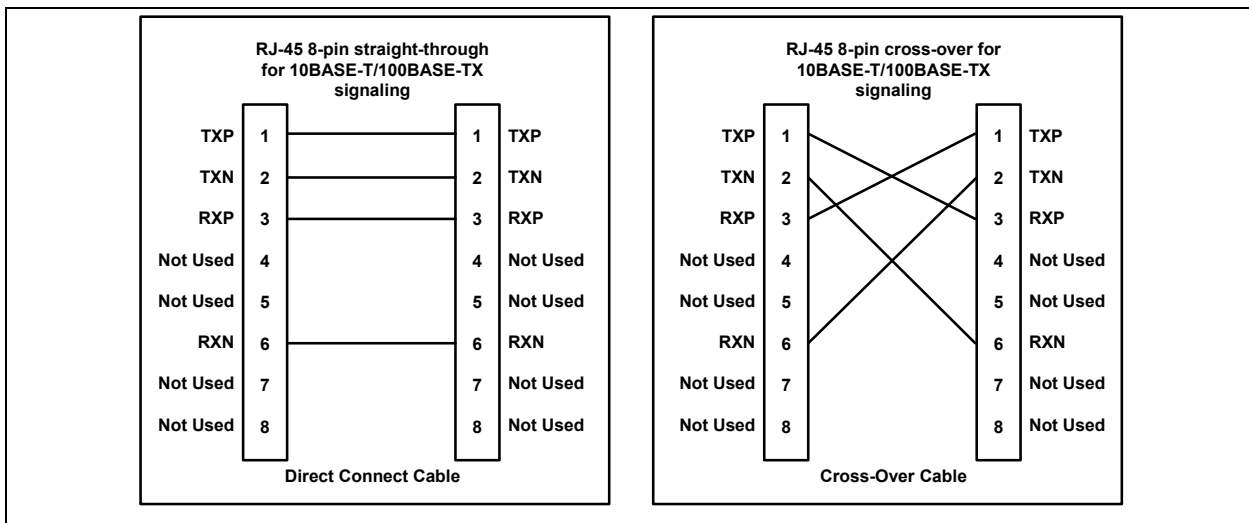 RJ-45 8-pin straight-through
for 10BASE-T/100BASE-TX
signaling
TXP 1 1 TXP
TXN 2 2 TXN
RXP 3 3 RXP
Not Used 4 4 Not Used
Not Used 5 5 Not Used
RXN 6 6 RXN
Not Used 7 7 Not Used
Not Used 8 8 Not Used
Direct Connect Cable
RJ-45 8-pin cross-over for
10BASE-T/100BASE-TX
signaling
TXP 1 1 TXP
TXN 2 2 TXN
RXP 3 3 RXP
Not Used 4 4 Not Used
Not Used 5 5 Not Used
RXN 6 6 RXN
Not Used 7 7 Not Used
Not Used 8 8 Not Used
Cross-Over Cable